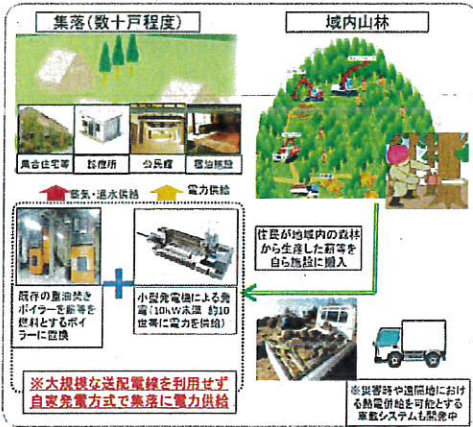 集落(数十戸程度)
域内山林
集合住宅等
診療所
公民館
宿泊施設
蒸気・温水供給
電力供給
住民が地域内の森林
から生産した薪等を
自ら施設に搬入
既存の重油焚き
ボイラーを薪等を
燃料とするボイ
ラーに置換
小型発電機による発
電(10kW未満 約10
世帯に電力を供給)
※大規模な送配電線を利用せず
自家発電方式で集落に電力供給
※災害時や遠隔地におけ
る熱電併給を可能とする
車載システムも開発中